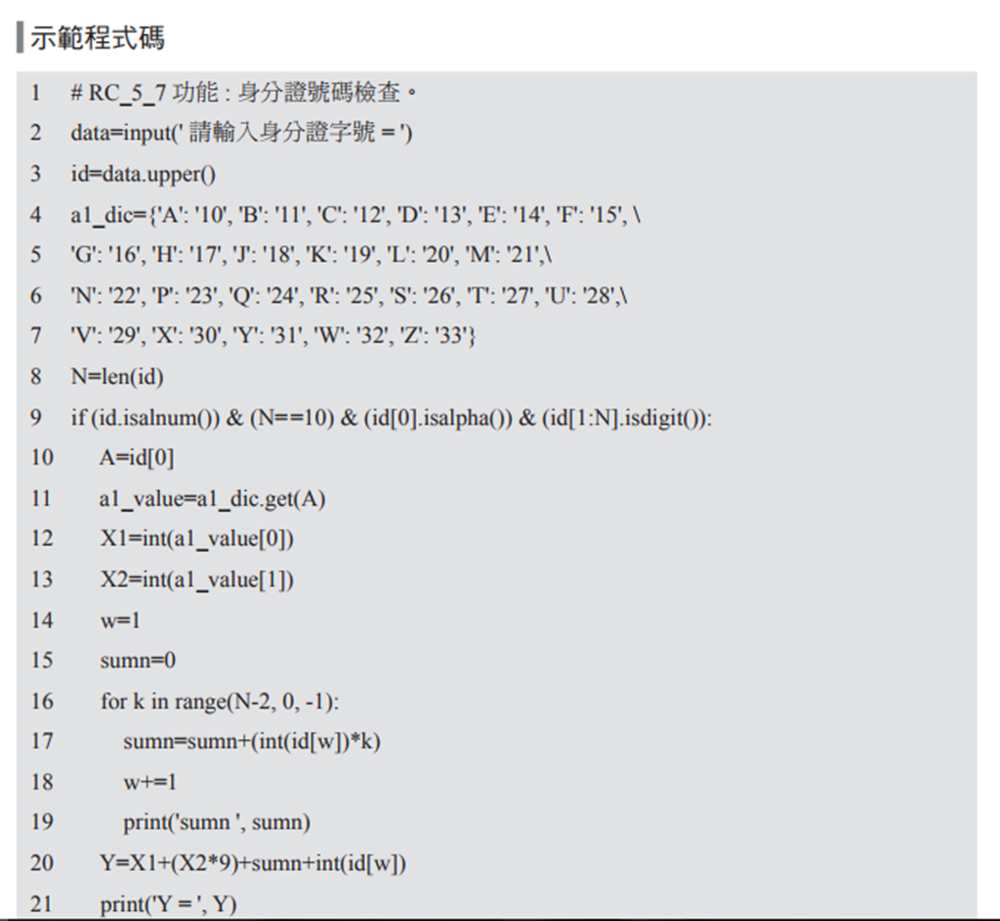 示範程式碼
1 # RC_5_7 功能 : 身分證號碼檢查。
2 data=input(' 請輸入身分證字號 = ')
3 id=data.upper()
4 a1_dic={'A': '10', 'B': '11', 'C': '12', 'D': '13', 'E': '14', 'F': '15', \
5 'G': '16', 'H': '17', 'J': '18', 'K': '19', 'L': '20', 'M': '21',\
6 'N': '22', 'P': '23', 'Q': '24', 'R': '25', 'S': '26', 'T': '27', 'U': '28',\
7 'V': '29', 'X': '30', 'Y': '31', 'W': '32', 'Z': '33'}
8 N=len(id)
9 if (id.isalnum()) & (N==10) & (id[0].isalpha()) & (id[1:N].isdigit()):
10 A=id[0]
11 a1_value=a1_dic.get(A)
12 X1=int(a1_value[0])
13 X2=int(a1_value[1])
14 w=1
15 sumn=0
16 for k in range(N-2, 0, -1):
17 sumn=sumn+(int(id[w])*k)
18 w+=1
19 print('sumn ', sumn)
20 Y=X1+(X2*9)+sumn+int(id[w])
21 print('Y = ', Y)